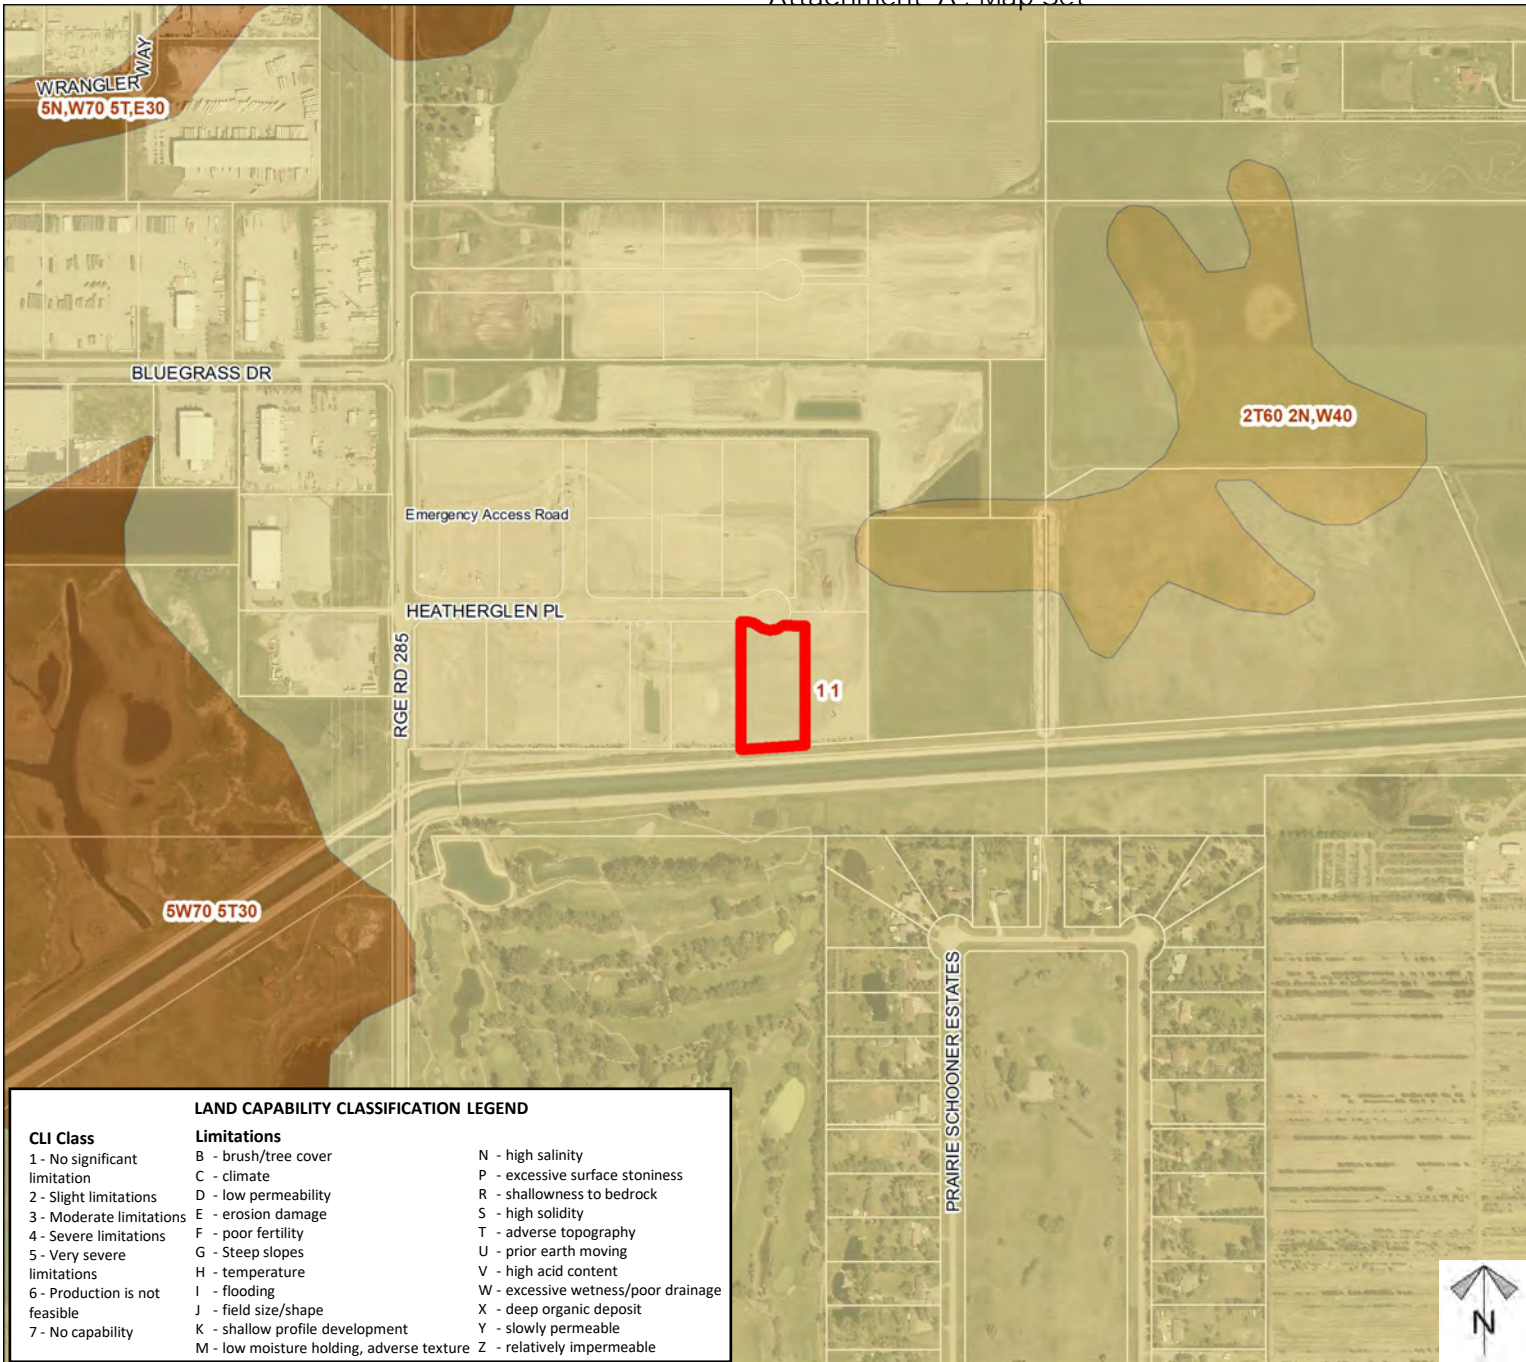 Attachment 'A': Map Set
WRANGLER WAY
5N,W70 5T,E30
BLUEGRASS DR
2T60 2N,W40
Emergency Access Road
HEATHERGLEN PL
RGE RD 285
1 1
5W70 5T30
PRAIRIE SCHOONER ESTATES
LAND CAPABILITY CLASSIFICATION LEGEND
CLI Class
1 - No significant
limitation
2 - Slight limitations
3 - Moderate limitations
4 - Severe limitations
5 - Very severe
limitations
6 - Production is not
feasible
7 - No capability
Limitations
B - brush/tree cover
C - climate
D - low permeability
E - erosion damage
F - poor fertility
G - Steep slopes
H - temperature
I - flooding
J - field size/shape
K - shallow profile development
M - low moisture holding, adverse texture
N - high salinity
P - excessive surface stoniness
R - shallowness to bedrock
S - high solidity
T - adverse topography
U - prior earth moving
V - high acid content
W - excessive wetness/poor drainage
X - deep organic deposit
Y - slowly permeable
Z - relatively impermeable
N